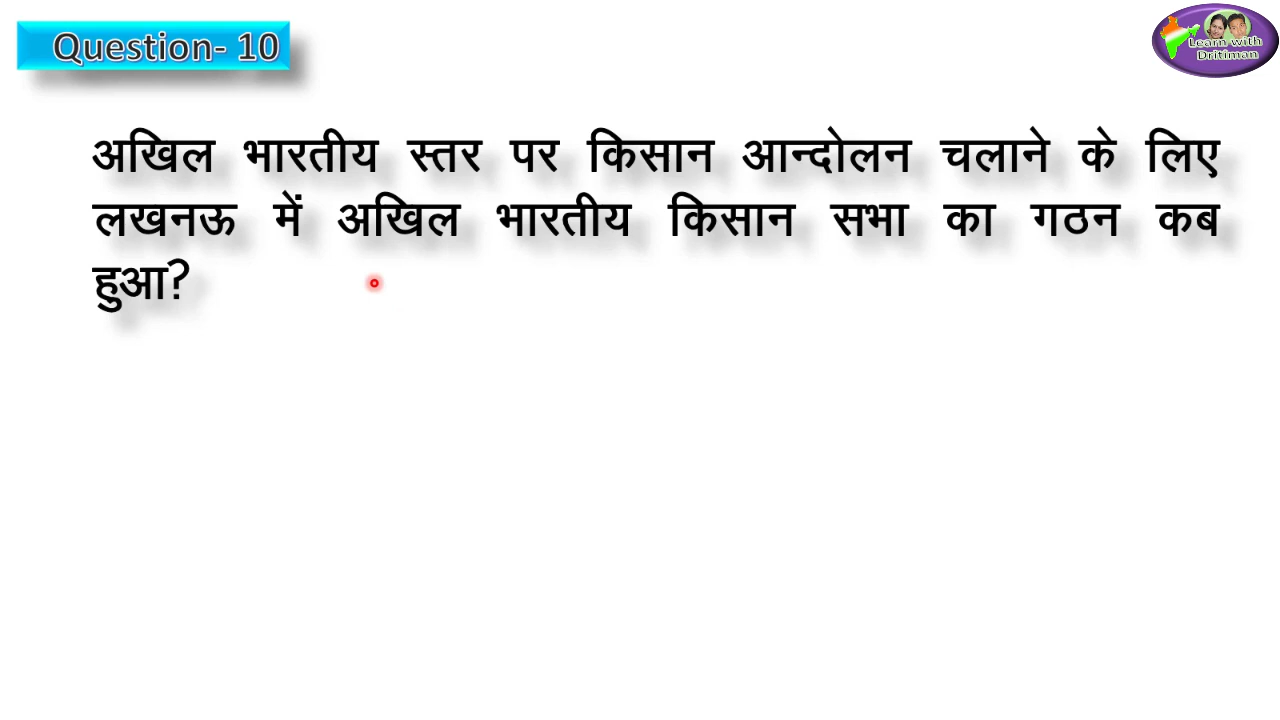 Question- 10
Learn with
Dritiman
अखिल भारतीय स्तर पर किसान आन्दोलन चलाने के लिए
लखनऊ में अखिल भारतीय किसान सभा का गठन कब
हुआ?